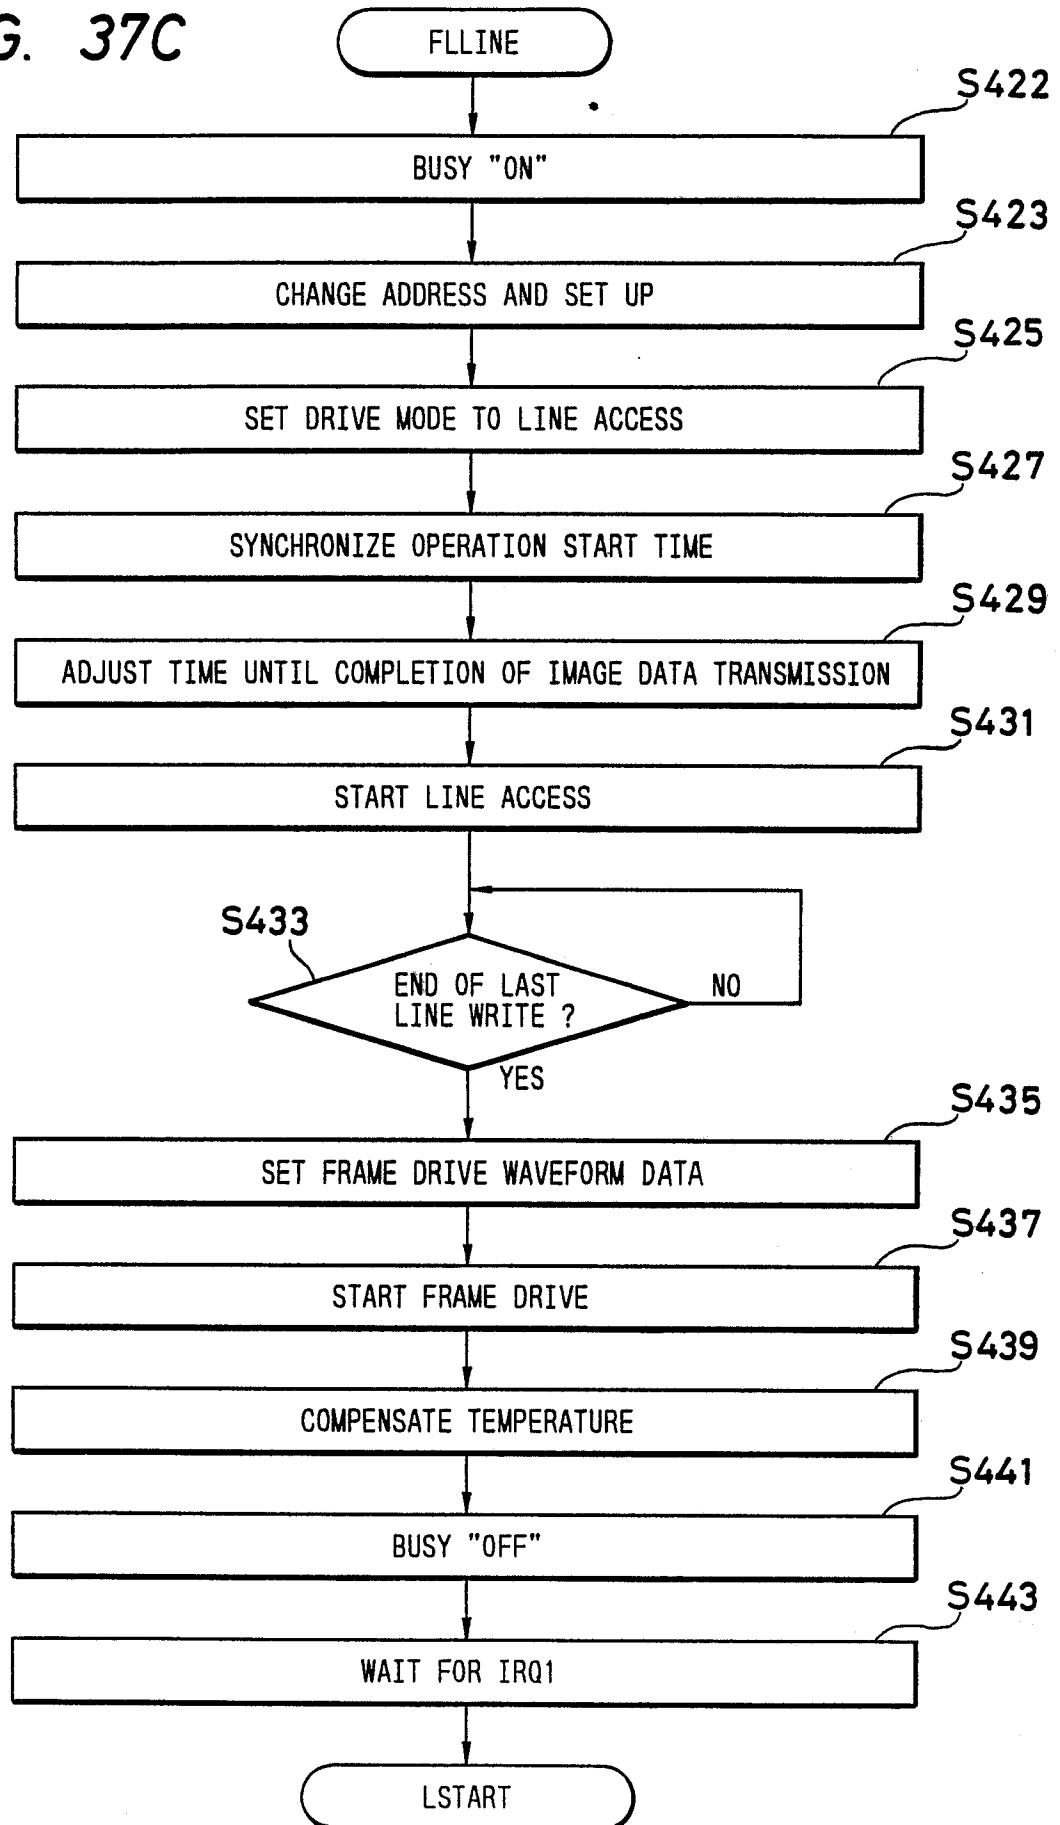 G. 37C
FLLINE
S422
BUSY "ON"
S423
CHANGE ADDRESS AND SET UP
S425
SET DRIVE MODE TO LINE ACCESS
S427
SYNCHRONIZE OPERATION START TIME
S429
ADJUST TIME UNTIL COMPLETION OF IMAGE DATA TRANSMISSION
S431
START LINE ACCESS
S433
END OF LAST
LINE WRITE ?
NO
YES
S435
SET FRAME DRIVE WAVEFORM DATA
S437
START FRAME DRIVE
S439
COMPENSATE TEMPERATURE
S441
BUSY "OFF"
S443
WAIT FOR IRQ1
LSTART